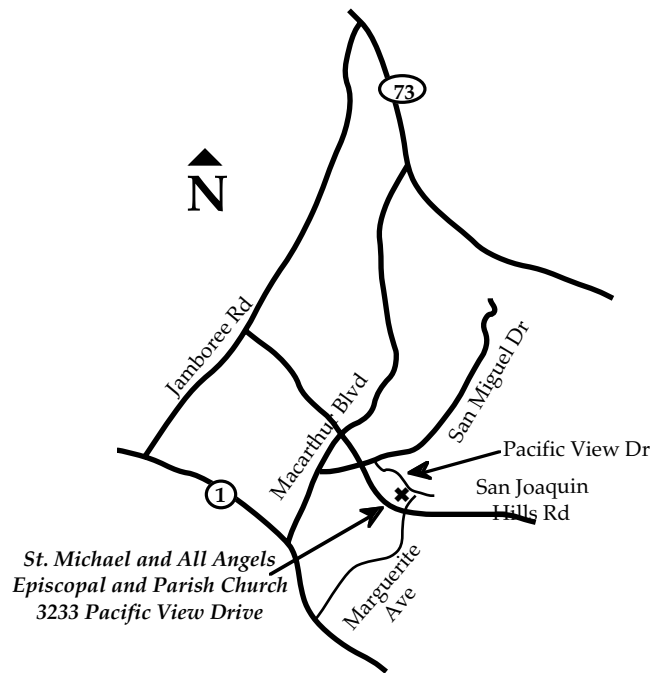 73
N
Jamboree Rd
Macarthur Blvd
San Miguel Dr
Pacific View Dr
San Joaquin
Hills Rd
1
St. Michael and All Angels
Episcopal and Parish Church
3233 Pacific View Drive
Marguerite
Ave